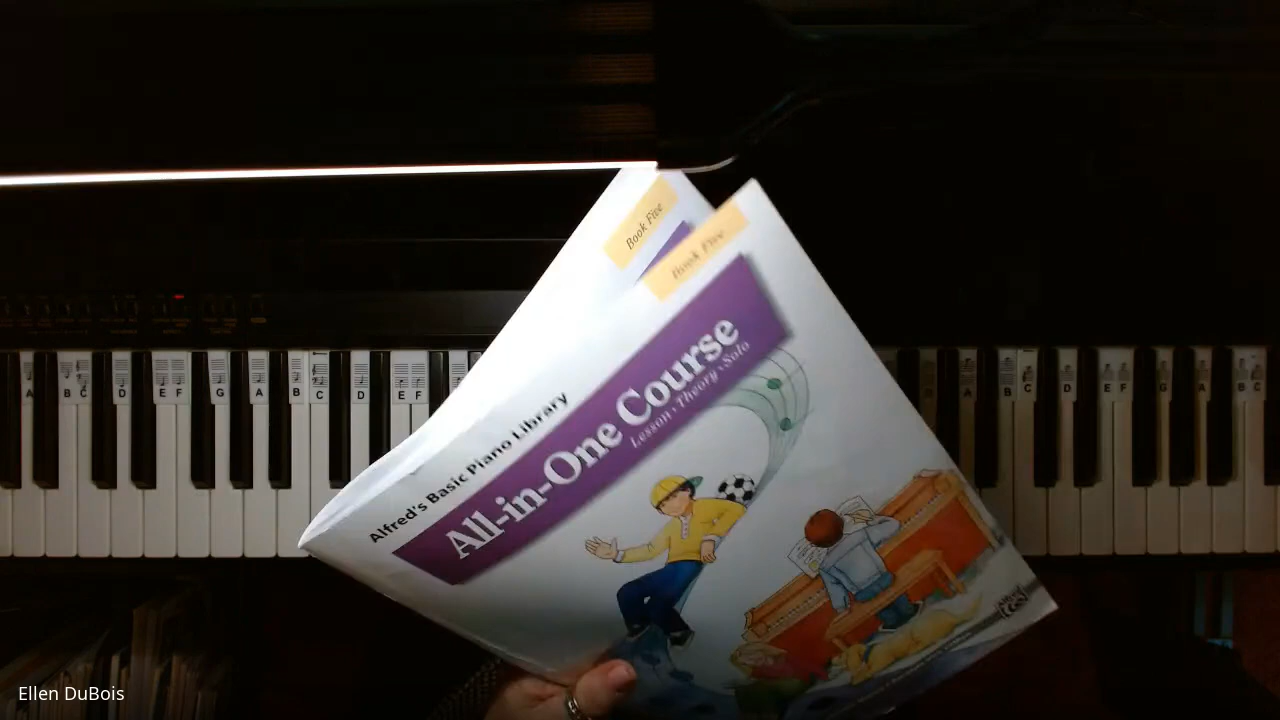 Book Five
Book Five
Alfred's Basic Piano Library
All-in-One Course
Lesson • Theory • Solo
A B C D E F G A B C D E F
A B C D E F G A B C
Ellen DuBois